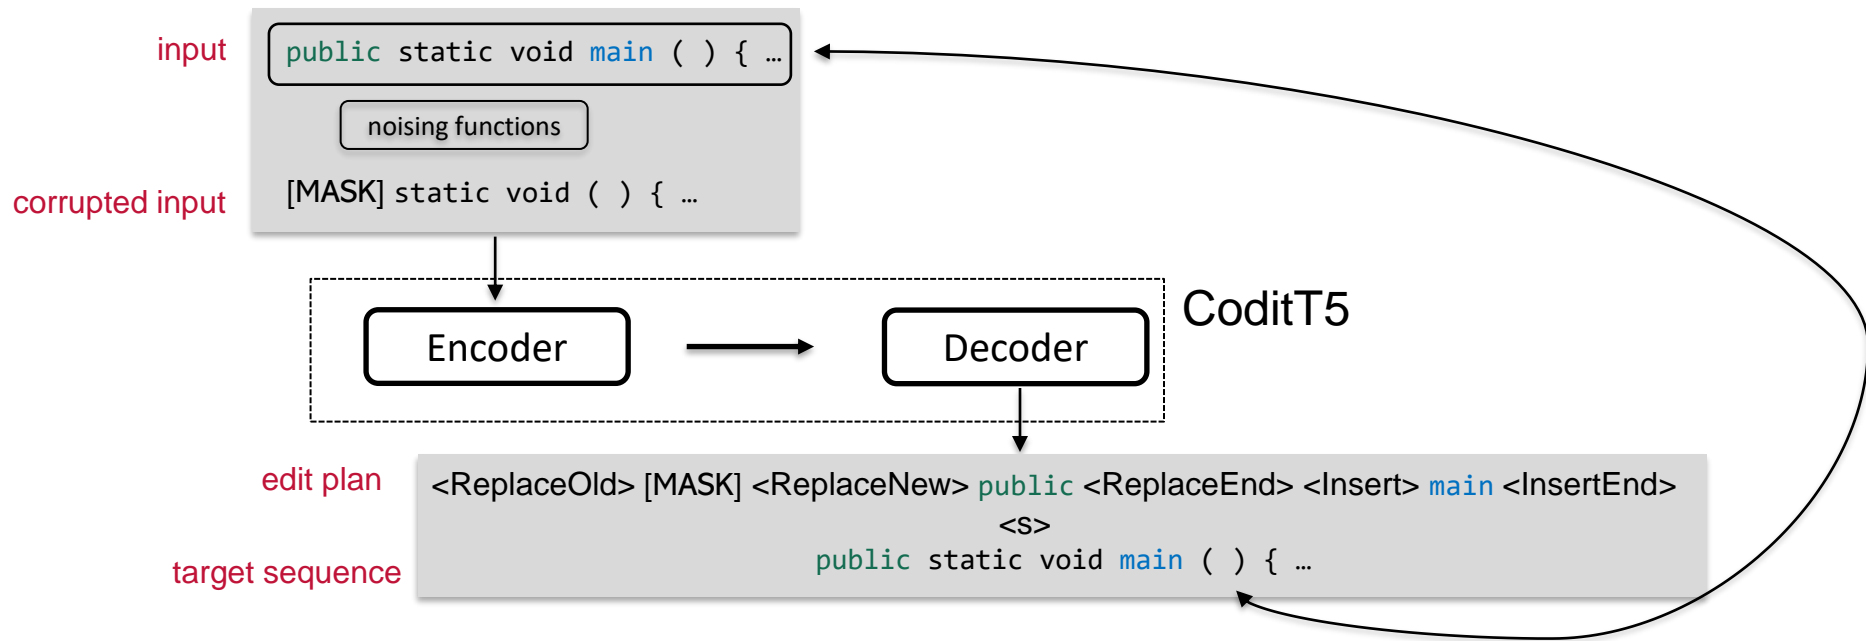 input
public static void main ( ) { …
noising functions
corrupted input
[MASK] static void ( ) { …
CoditT5
Encoder
Decoder
edit plan
<ReplaceOld> [MASK] <ReplaceNew> public <ReplaceEnd> <Insert> main <InsertEnd>
<s>
target sequence
public static void main ( ) { …